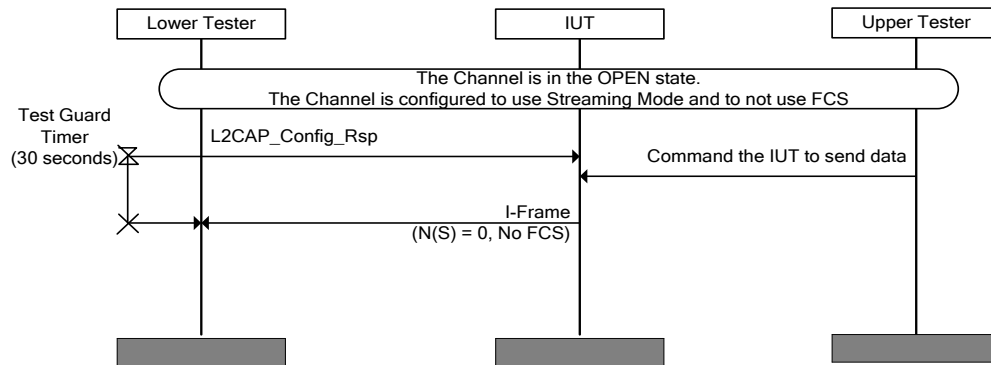 Lower Tester
IUT
Upper Tester
The Channel is in the OPEN state.
The Channel is configured to use Streaming Mode and to not use FCS
Test Guard
Timer
(30 seconds)
L2CAP_Config_Rsp
Command the IUT to send data
I-Frame
(N(S) = 0, No FCS)